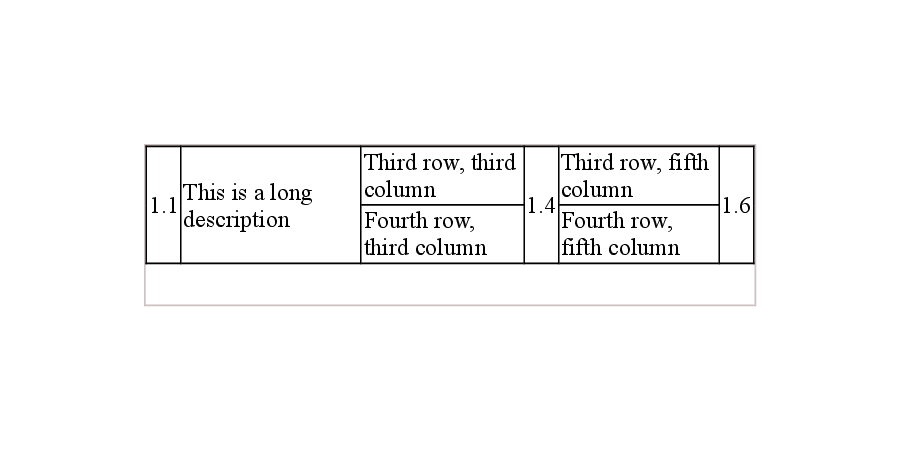 1.1
This is a long
description
Third row, third
column
Fourth row,
third column
1.4
Third row, fifth
column
Fourth row,
fifth column
1.6